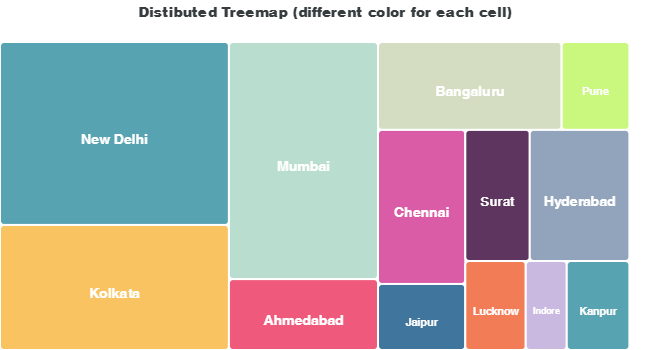 Distibuted Treemap (different color for each cell)
New Delhi
Kolkata
Mumbai
Ahmedabad
Bangaluru
Pune
Chennai
Surat
Hyderabad
Jaipur
Lucknow
Indore
Kanpur